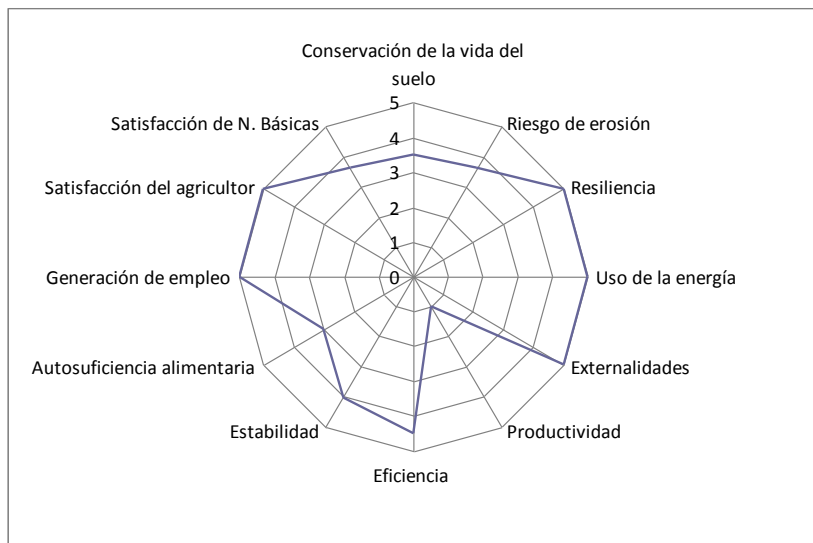 Conservación de la vida del
suelo
Riesgo de erosión
Resiliencia
Uso de la energía
Externalidades
Productividad
Eficiencia
Estabilidad
Autosuficiencia alimentaria
Generación de empleo
Satisfacción del agricultor
Satisfacción de N. Básicas
5
4
3
2
1
0